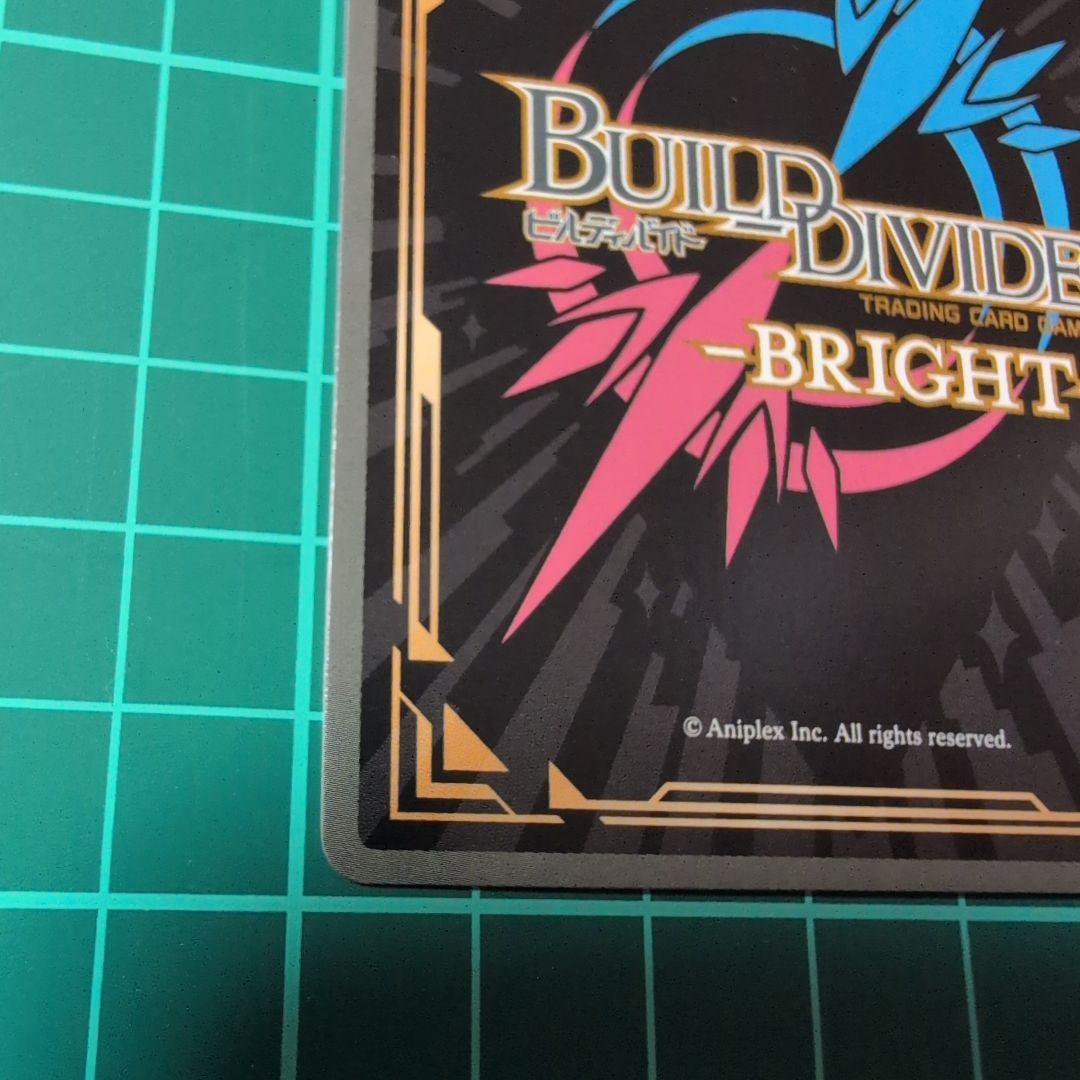 BUILD DIVIDE
ビルディバイド
TRADING CARD GAM
-BRIGHT-
© Aniplex Inc. All rights reserved.